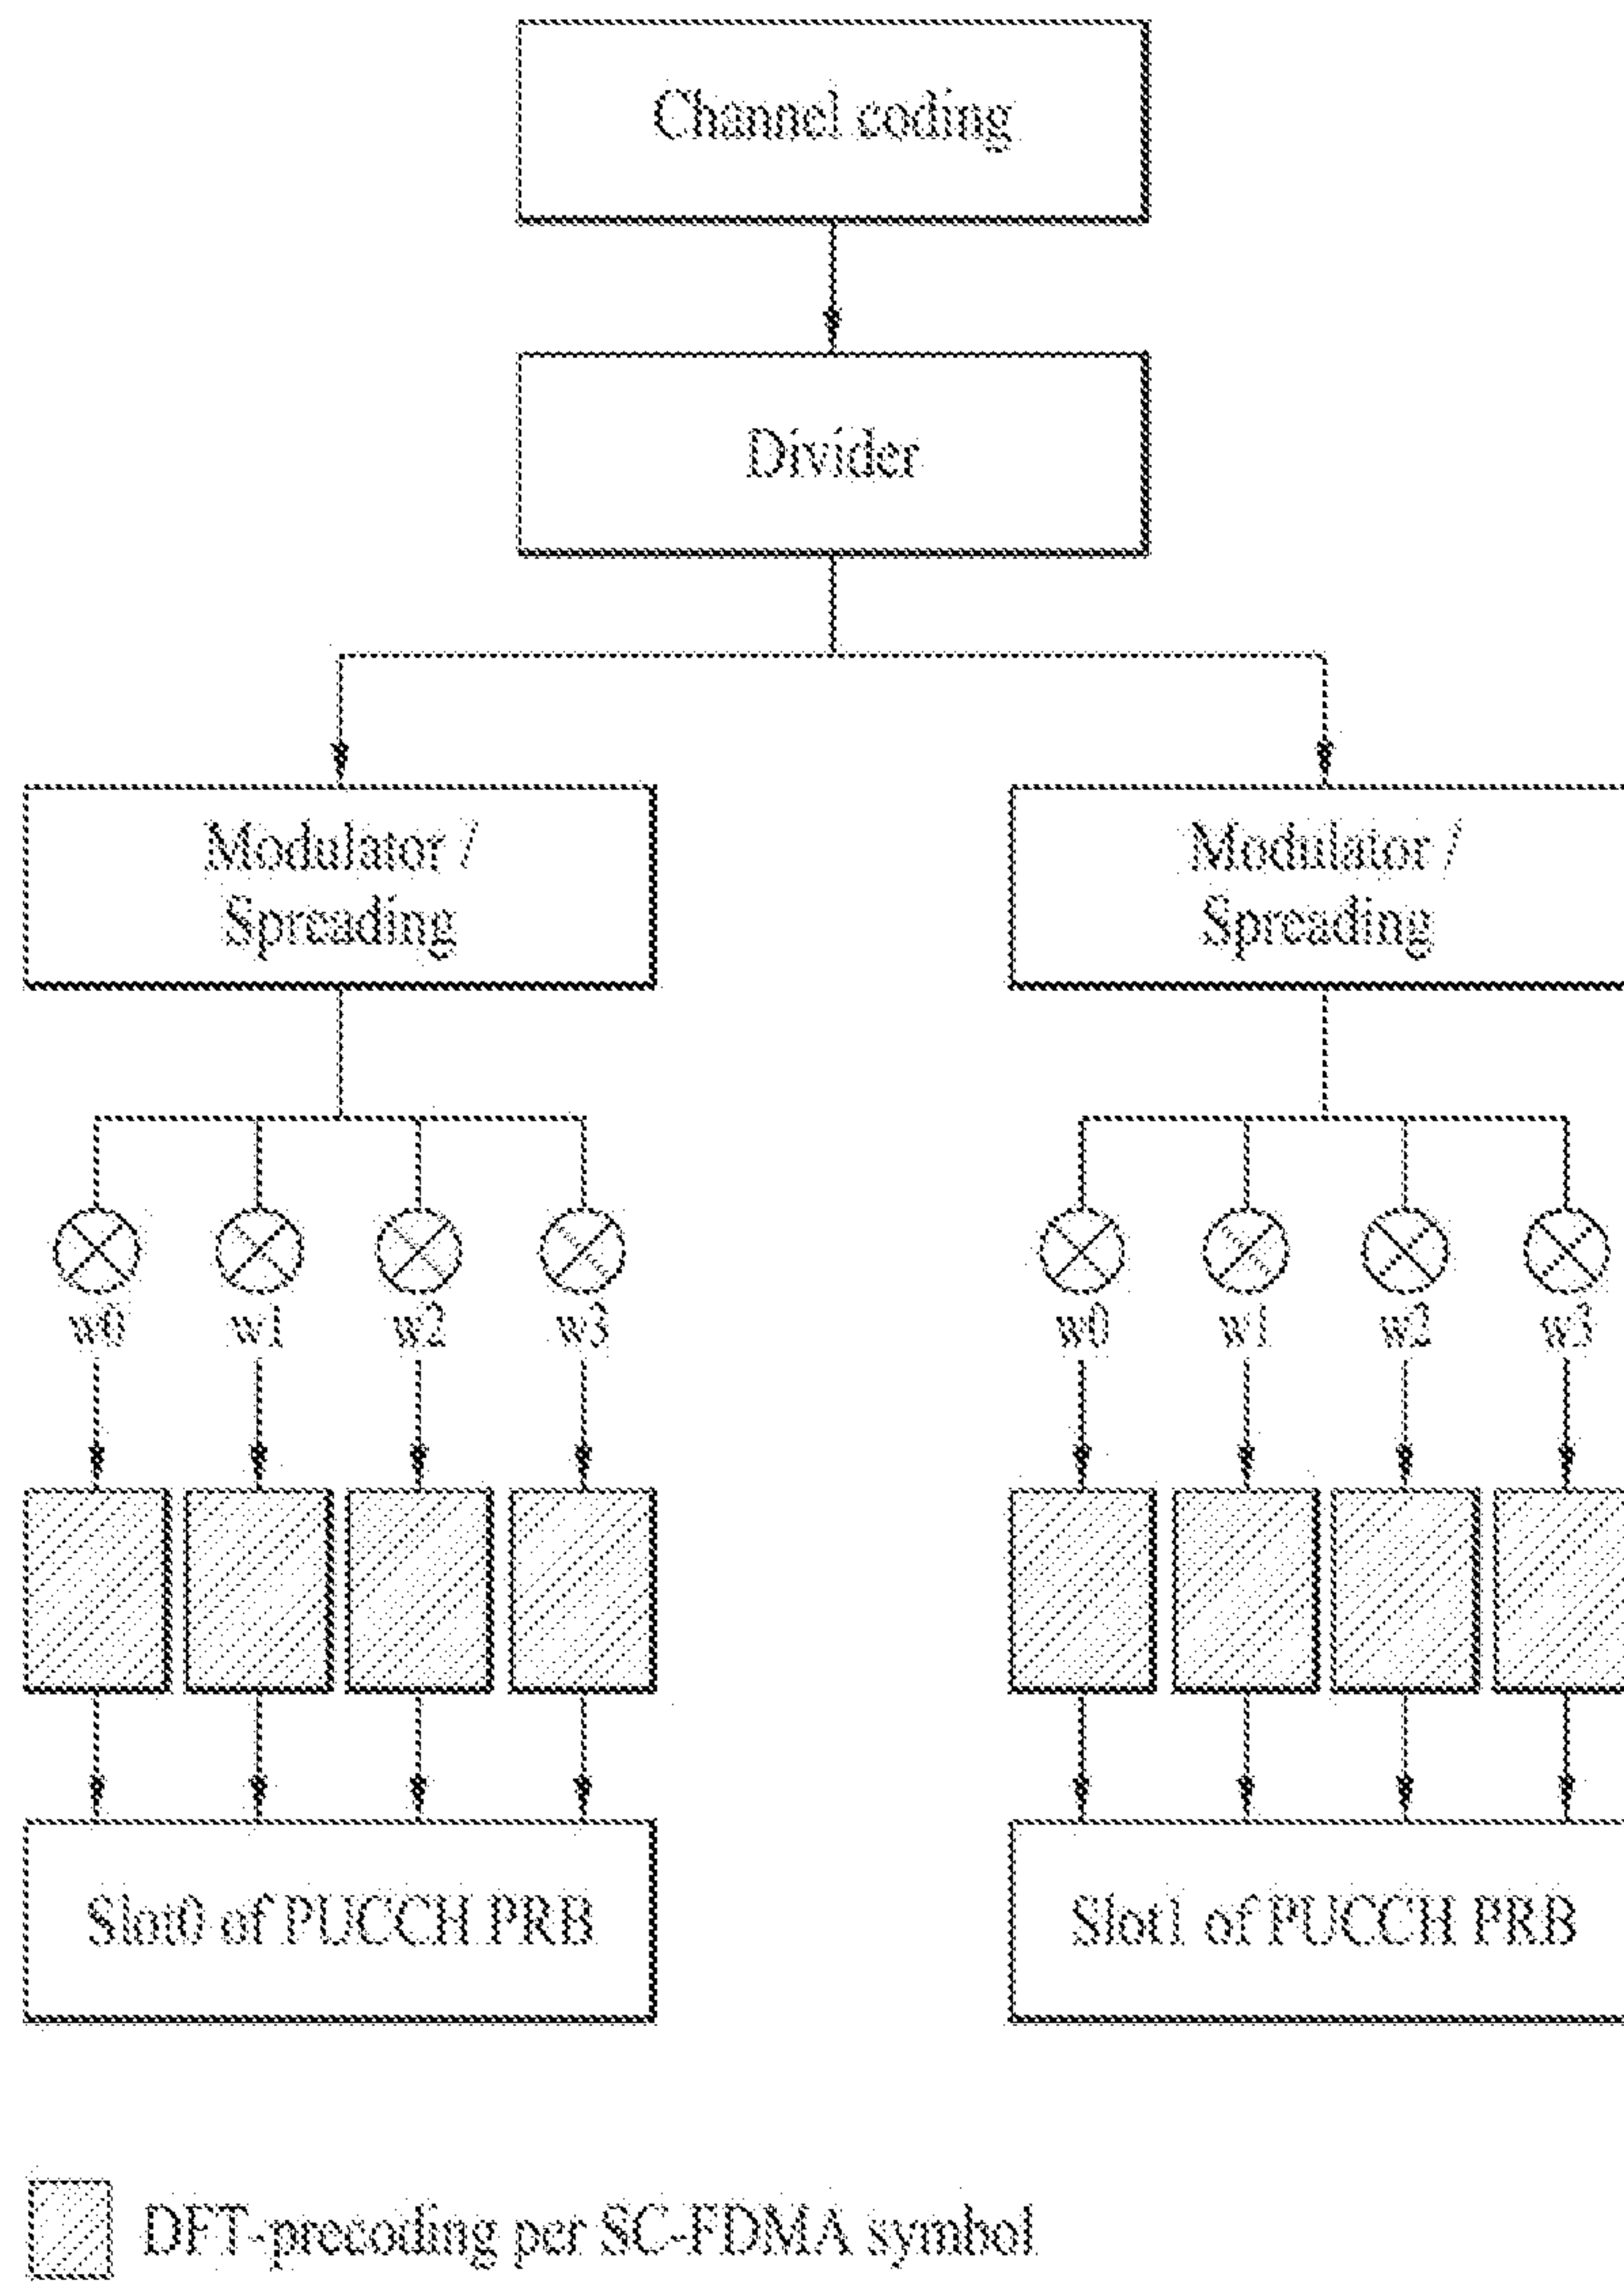 Channel coding
Divider
Modulator /
Spreading
Modulator /
Spreading
w0 w1 w2 w3
w0 w1 w2 w3
Slot0 of PUCCH PRB
Slot1 of PUCCH PRB
DFT-precoding per SC-FDMA symbol